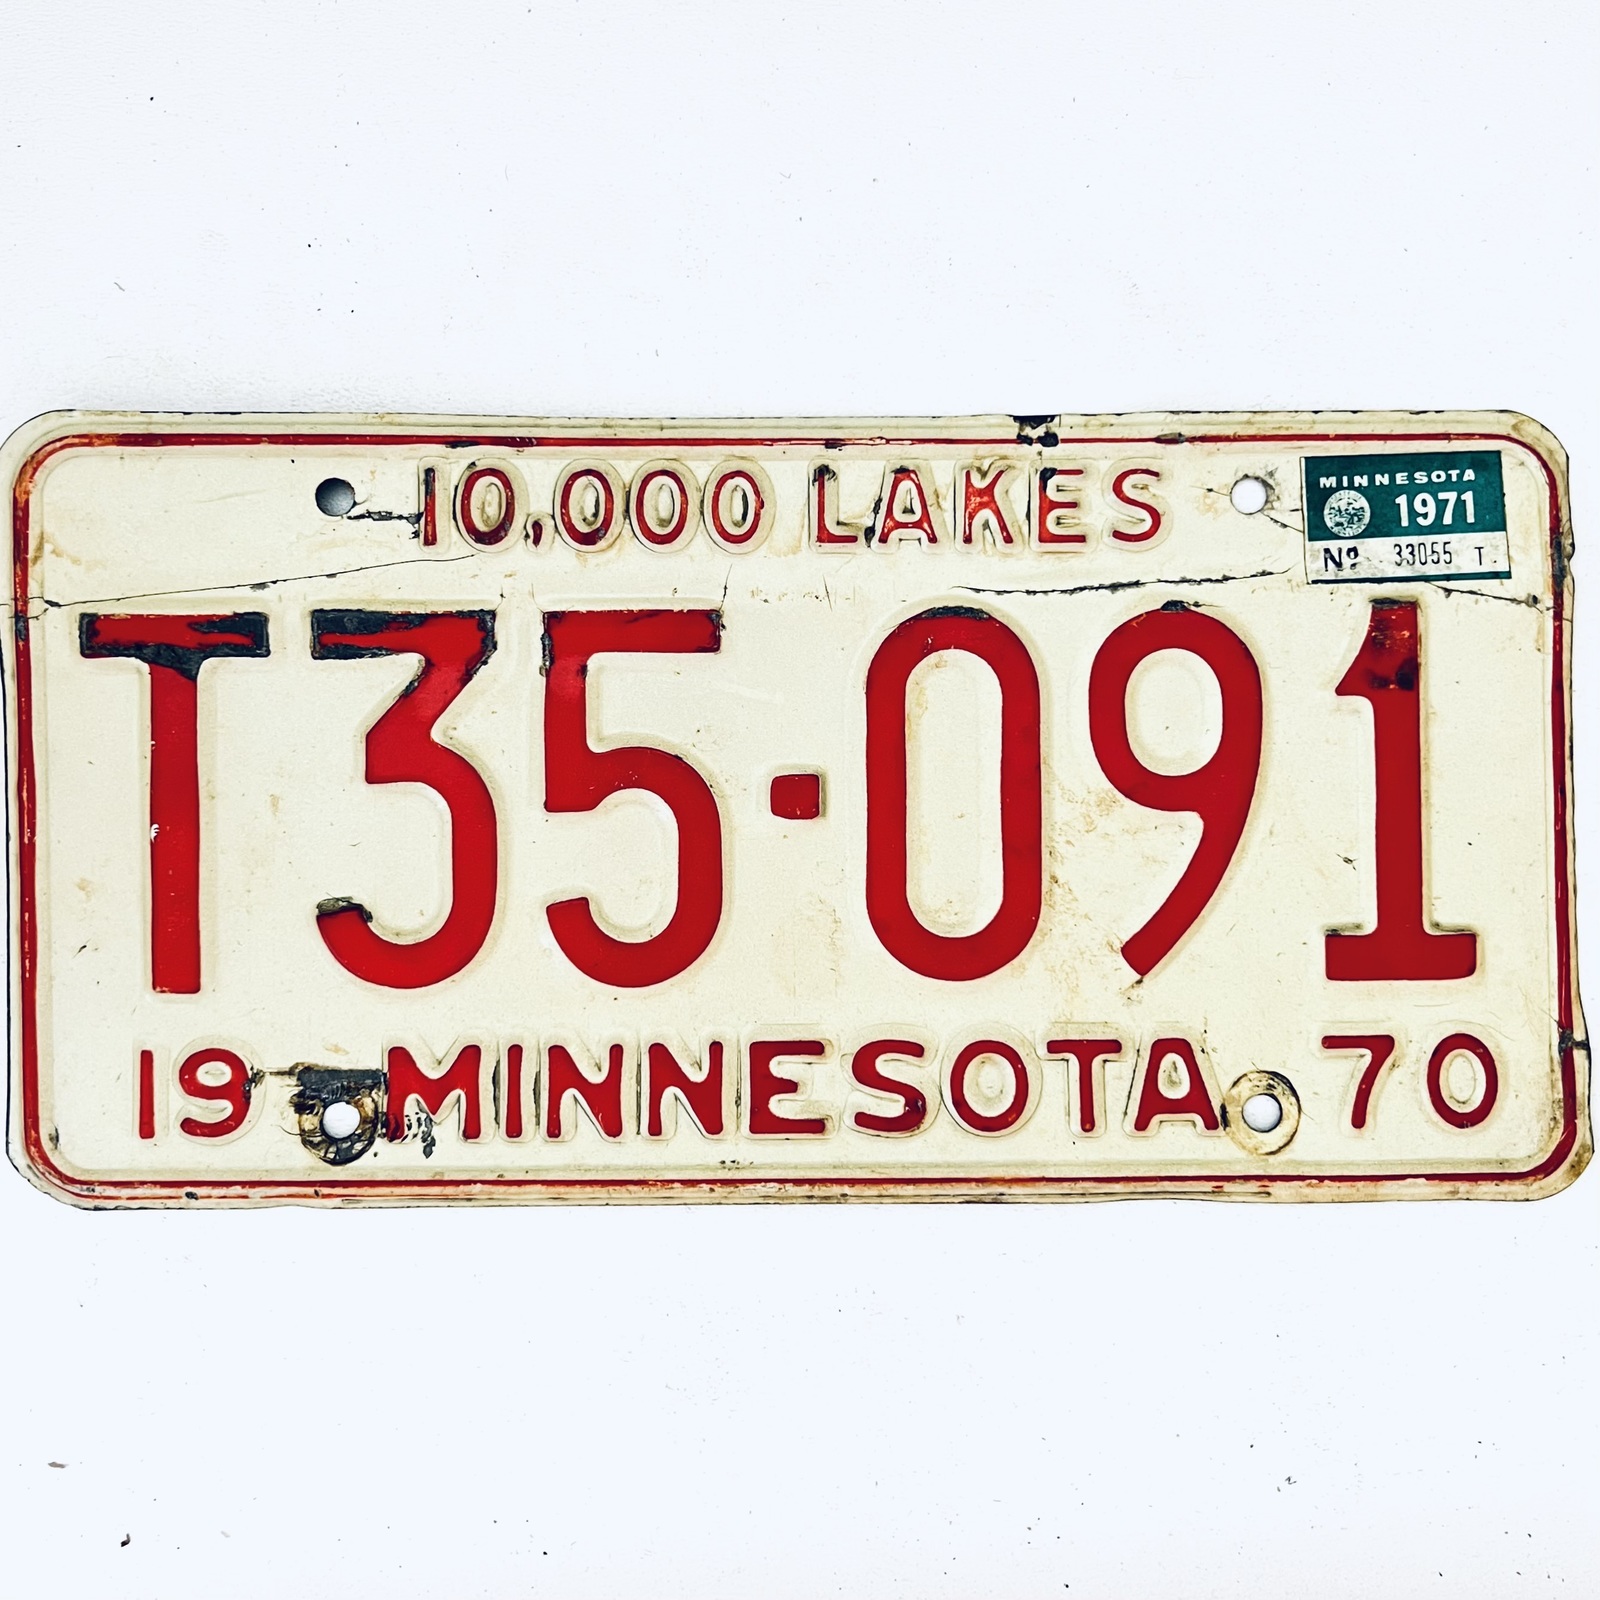 10,000 LAKES
MINNESOTA
1971
Nº 33055 T.
T35·091
19 MINNESOTA 70